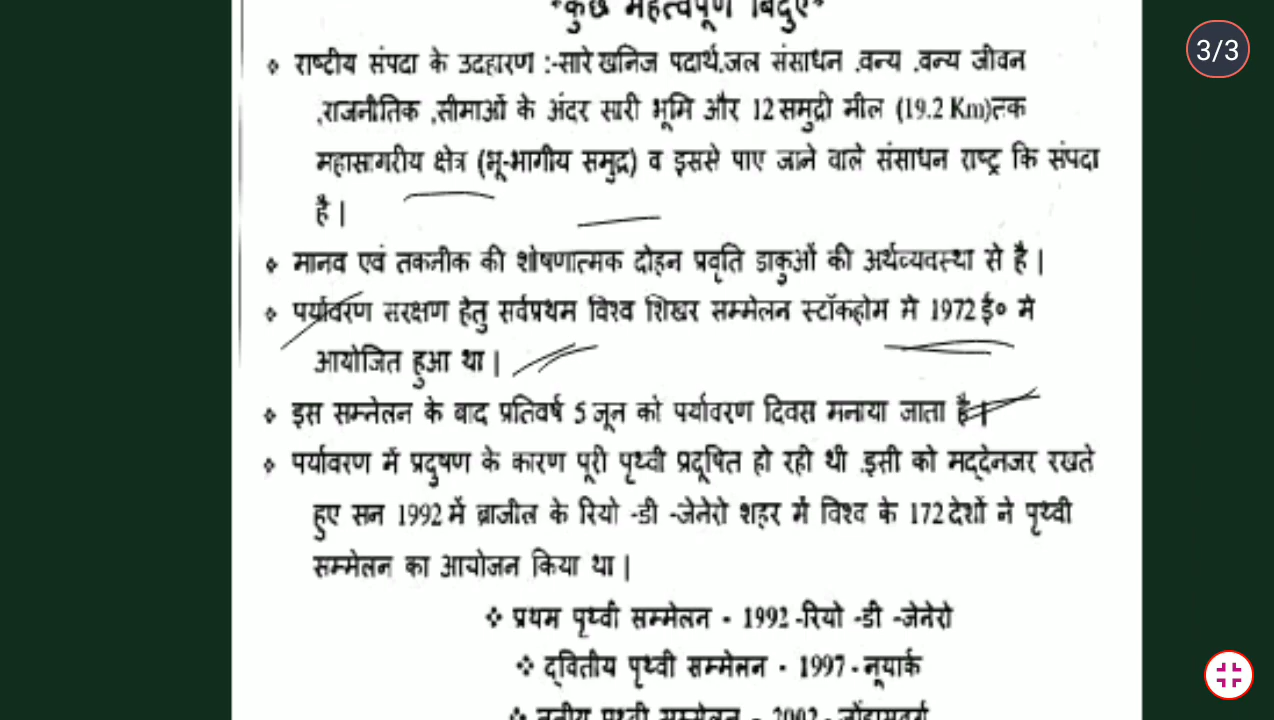 *कुछ महत्वपूर्ण बिंदुए*
3/3
❖ राष्टीय संपदा के उदहारण :-सारे खनिज पदार्थ,जल संसाधन ,वन्य ,वन्य जीवन
,राजनीतिक ,सीमाओं के अंदर सारी भूमि और 12 समुद्री मील (19.2 Km)तक
महासागरीय क्षेत्र (भू-भागीय समुद्र) व इससे पाए जाने वाले संसाधन राष्ट्र कि संपदा
है |
❖ मानव एवं तकनीक की शोषणात्मक दोहन प्रवृति डाकुओं की अर्थव्यवस्था से है |
❖ पर्यावरण सरक्षण हेतु सर्वप्रथम विश्व शिखर सम्मेलन स्टॉकहोम मे 1972 ई० मे
आयोजित हुआ था |
❖ इस सम्मेलन के बाद प्रतिवर्ष 5 जून को पर्यावरण दिवस मनाया जाता है |
❖ पर्यावरण में प्रदुषण के कारण पूरी पृथ्वी प्रदूषित हो रही थी ,इसी को मद्देनजर रखते
हुए सन 1992 में ब्राजील के रियो -डी -जेनेरो शहर में विश्व के 172 देशों ने पृथ्वी
सम्मेलन का आयोजन किया था |
❖ प्रथम पृथ्वी सम्मेलन - 1992 -रियो -डी -जेनेरो
❖ द्वितीय पृथ्वी सम्मेलन - 1997 - नूयार्क
❖ तृतीय पृथ्वी सम्मेलन - 2002 -